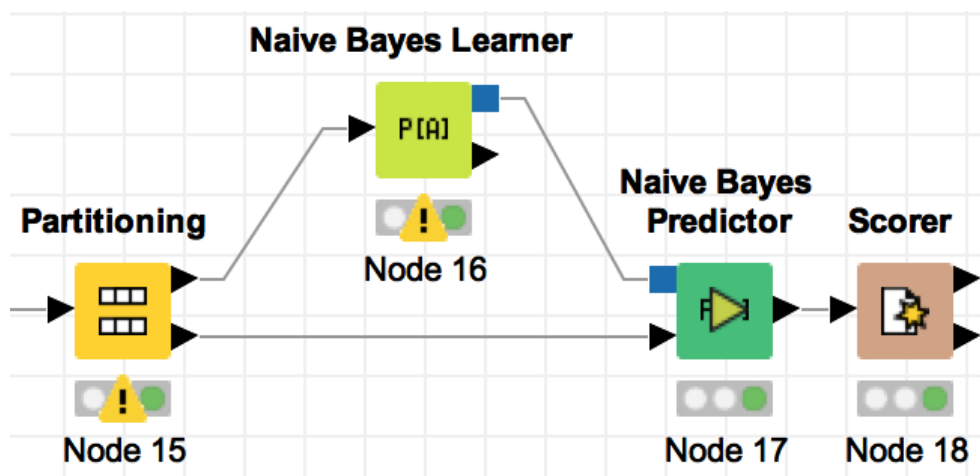 Naive Bayes Learner
P[A]
Node 16
Partitioning
Node 15
Naive Bayes
Predictor
Node 17
Scorer
Node 18